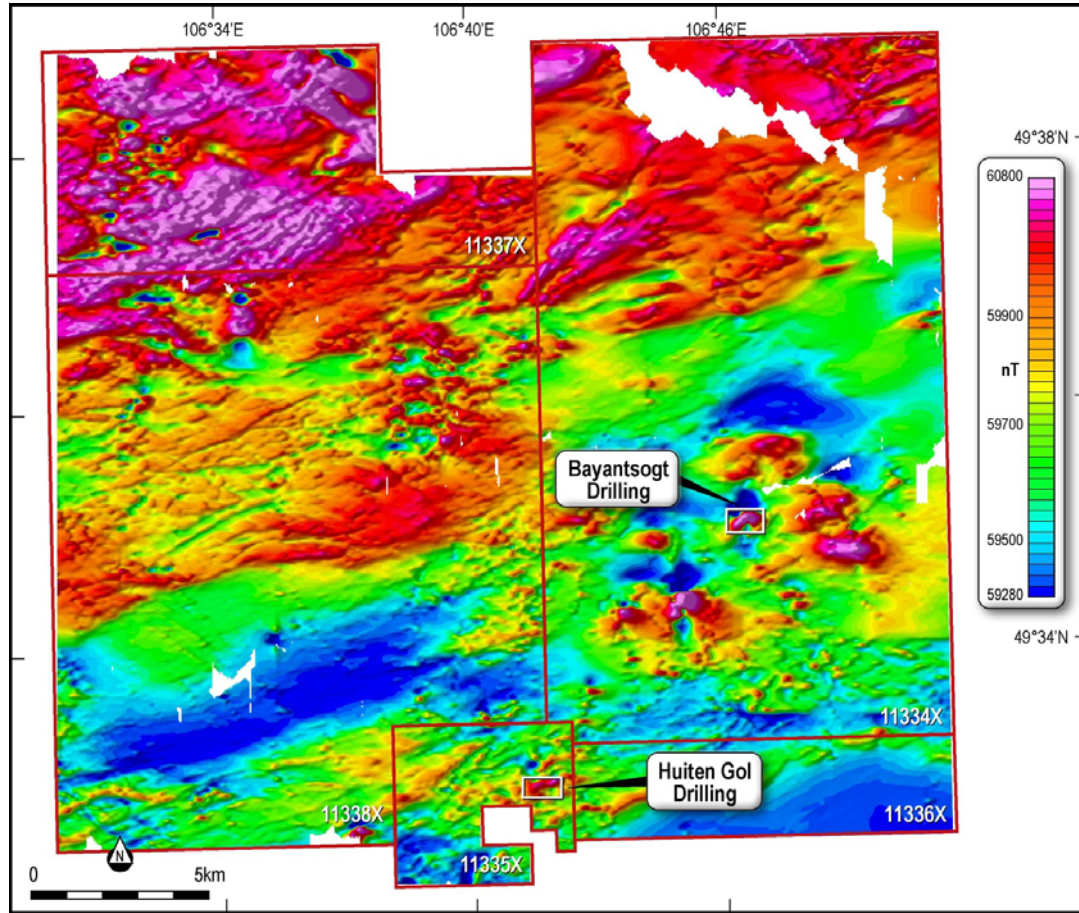 106°34'E
106°40'E
106°46'E
49°38'N
60800
59900
nT
59700
59500
59280
49°34'N
11337X
Bayantsogt
Drilling
11334X
Huiten Gol
Drilling
11338X
11336X
11335X
N
0
5km